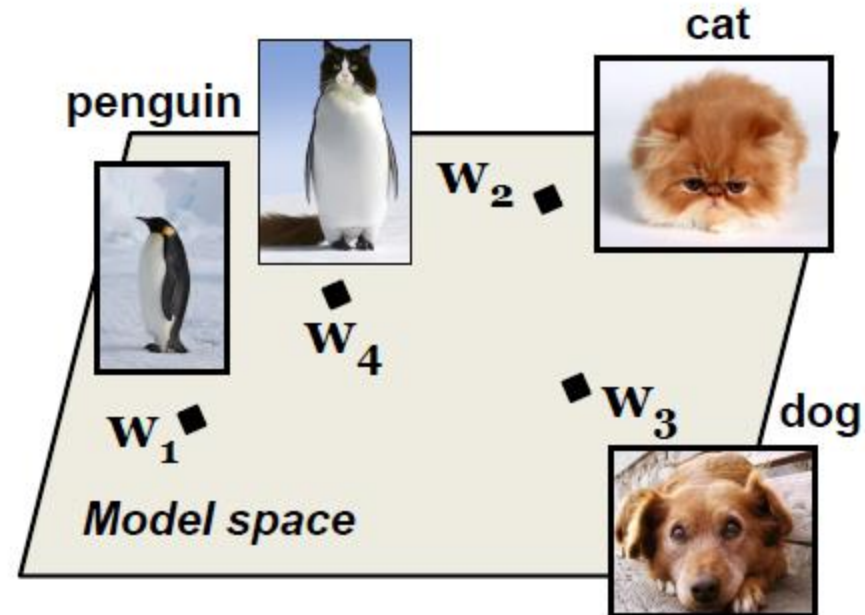 cat
penguin
w₂
w₄
w₃
dog
w₁
Model space